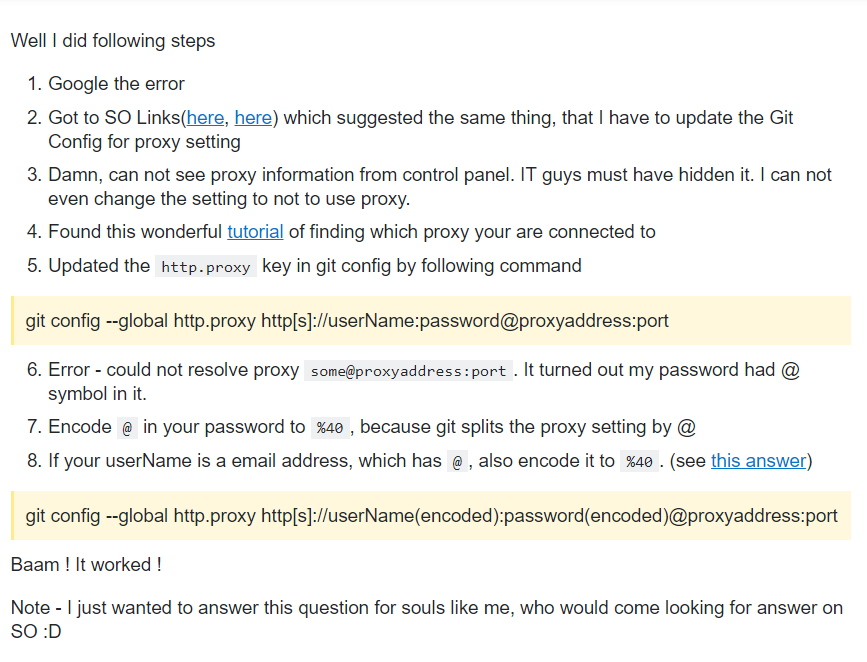 Well I did following steps
1. Google the error
2. Got to SO Links(here, here) which suggested the same thing, that I have to update the Git
Config for proxy setting
3. Damn, can not see proxy information from control panel. IT guys must have hidden it. I can not
even change the setting to not to use proxy.
4. Found this wonderful tutorial of finding which proxy your are connected to
5. Updated the http.proxy key in git config by following command
git config --global http.proxy http[s]://userName:password@proxyaddress:port
6. Error - could not resolve proxy some@proxyaddress:port . It turned out my password had @
symbol in it.
7. Encode @ in your password to %40 , because git splits the proxy setting by @
8. If your userName is a email address, which has @ , also encode it to %40 . (see this answer)
git config --global http.proxy http[s]://userName(encoded):password(encoded)@proxyaddress:port
Baam ! It worked !
Note - I just wanted to answer this question for souls like me, who would come looking for answer on
SO :D